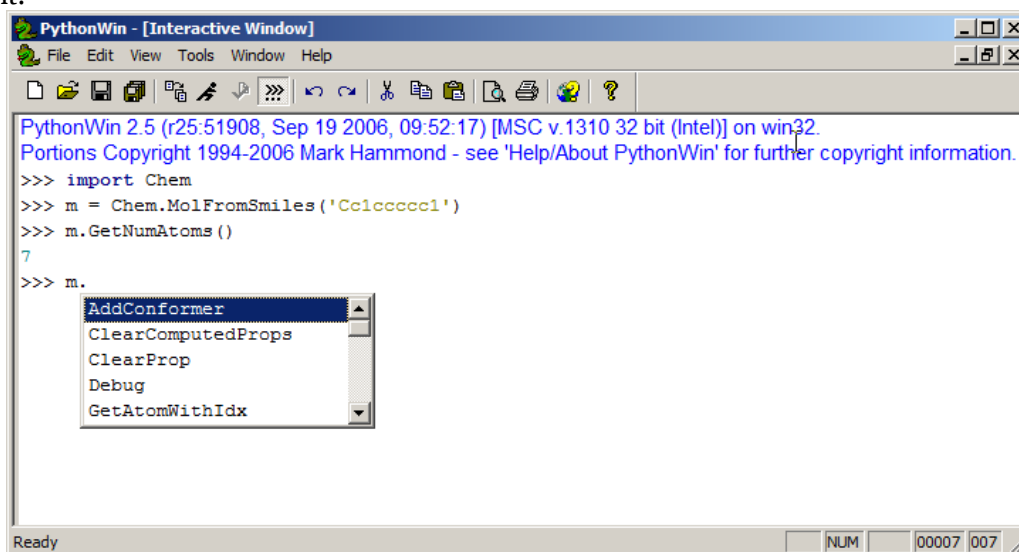 it.
PythonWin - [Interactive Window]
File Edit View Tools Window Help
PythonWin 2.5 (r25:51908, Sep 19 2006, 09:52:17) [MSC v.1310 32 bit (Intel)] on win32.
Portions Copyright 1994-2006 Mark Hammond - see 'Help/About PythonWin' for further copyright information.
>>> import Chem
>>> m = Chem.MolFromSmiles('Cc1ccccc1')
>>> m.GetNumAtoms()
7
>>> m.
AddConformer
ClearComputedProps
ClearProp
Debug
GetAtomWithIdx
Ready NUM 00007 007